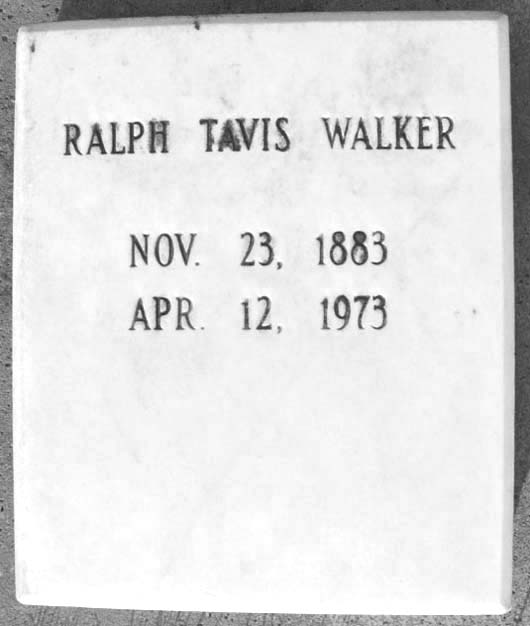 RALPH TAVIS WALKER
NOV. 23, 1883
APR. 12, 1973